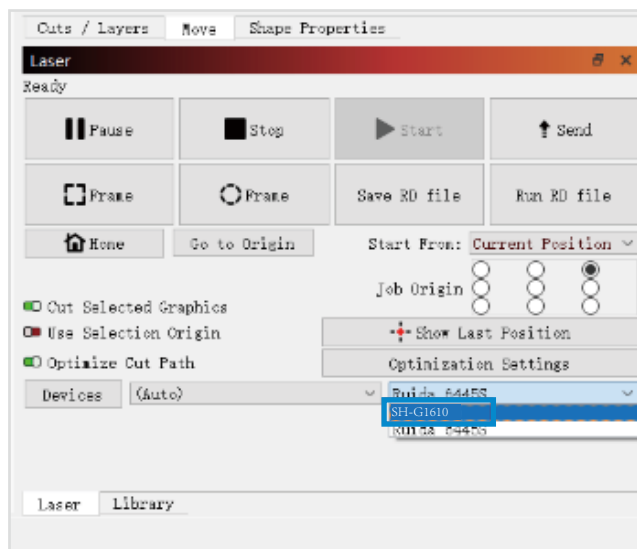 Cuts / Layers Move Shape Properties
Laser
Ready
Pause Stop Start Send
Frame Frame Save RD file Run RD file
Home Go to Origin Start From: Current Position
Job Origin
Cut Selected Graphics
Use Selection Origin Show Last Position
Optimize Cut Path Optimization Settings
Devices (Auto) Ruida 6445S
SH-G1610
Ruida 6445S
Laser Library